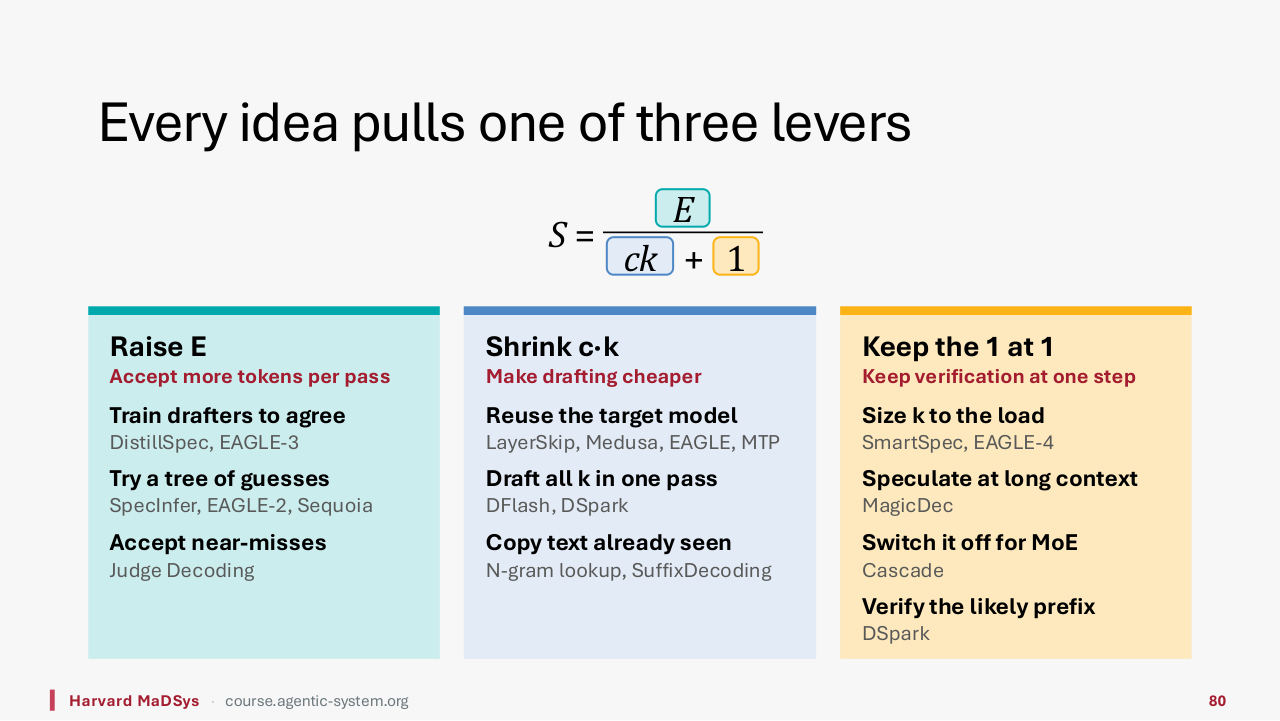 Every idea pulls one of three levers
S = E / ck + 1
Raise E
Accept more tokens per pass
Train drafters to agree
DistillSpec, EAGLE-3
Try a tree of guesses
SpecInfer, EAGLE-2, Sequoia
Accept near-misses
Judge Decoding
Shrink c·k
Make drafting cheaper
Reuse the target model
LayerSkip, Medusa, EAGLE, MTP
Draft all k in one pass
DFlash, DSpark
Copy text already seen
N-gram lookup, SuffixDecoding
Keep the 1 at 1
Keep verification at one step
Size k to the load
SmartSpec, EAGLE-4
Speculate at long context
MagicDec
Switch it off for MoE
Cascade
Verify the likely prefix
DSpark
Harvard MaDSys · course.agentic-system.org
80